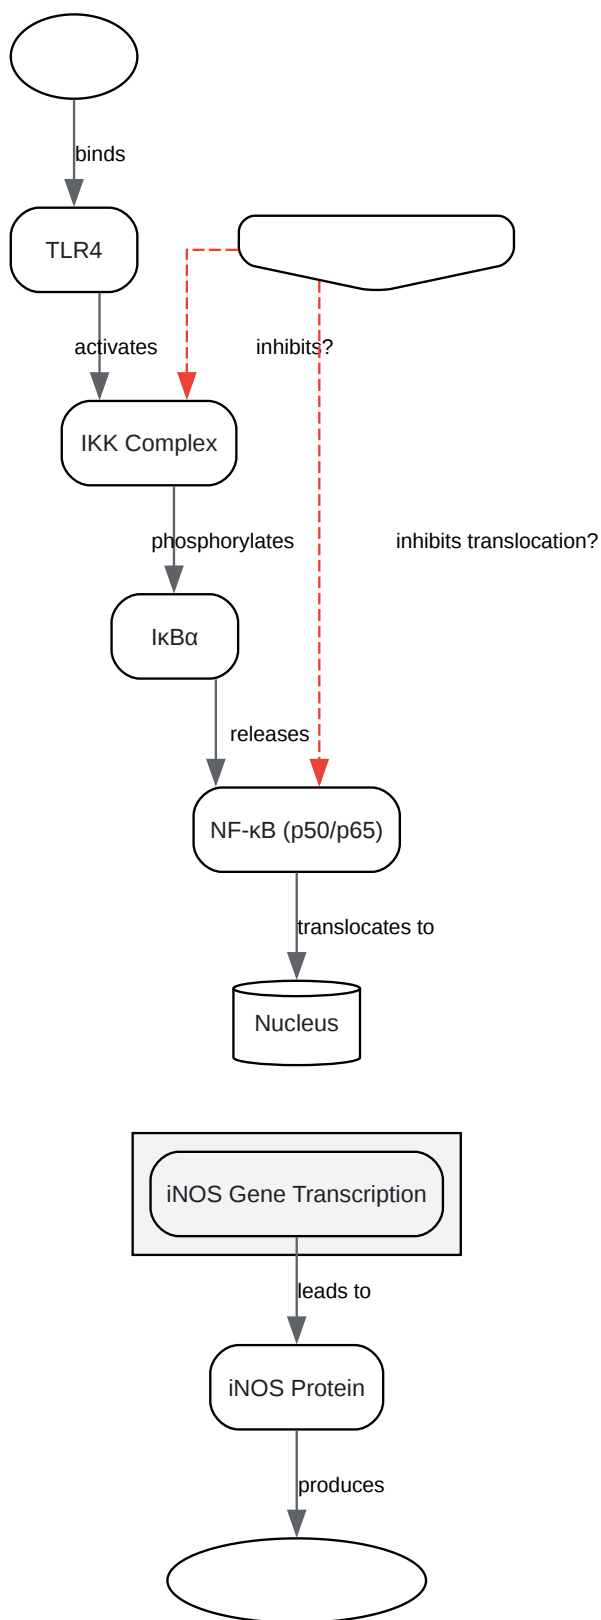 binds
TLR4
activates
inhibits?
IKK Complex
phosphorylates
inhibits translocation?
IκBα
releases
NF-κB (p50/p65)
translocates to
Nucleus
iNOS Gene Transcription
leads to
iNOS Protein
produces